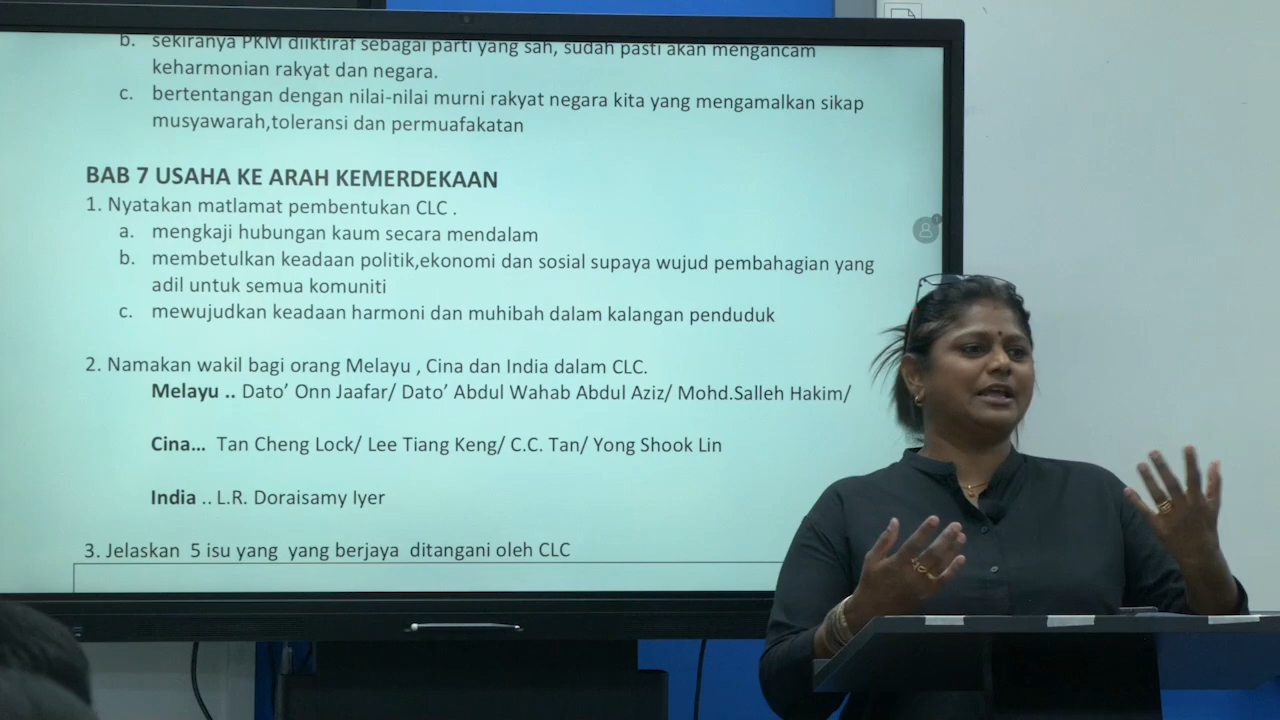 b. sekiranya PKM diiktiraf sebagai parti yang sah, sudah pasti akan mengancam
keharmonian rakyat dan negara.
c. bertentangan dengan nilai-nilai murni rakyat negara kita yang mengamalkan sikap
musyawarah,toleransi dan permuafakatan
BAB 7 USAHA KE ARAH KEMERDEKAAN
1. Nyatakan matlamat pembentukan CLC .
a. mengkaji hubungan kaum secara mendalam
b. membetulkan keadaan politik,ekonomi dan sosial supaya wujud pembahagian yang
adil untuk semua komuniti
c. mewujudkan keadaan harmoni dan muhibah dalam kalangan penduduk
2. Namakan wakil bagi orang Melayu , Cina dan India dalam CLC.
Melayu .. Dato’ Onn Jaafar/ Dato’ Abdul Wahab Abdul Aziz/ Mohd.Salleh Hakim/
Cina... Tan Cheng Lock/ Lee Tiang Keng/ C.C. Tan/ Yong Shook Lin
India .. L.R. Doraisamy Iyer
3. Jelaskan 5 isu yang yang berjaya ditangani oleh CLC